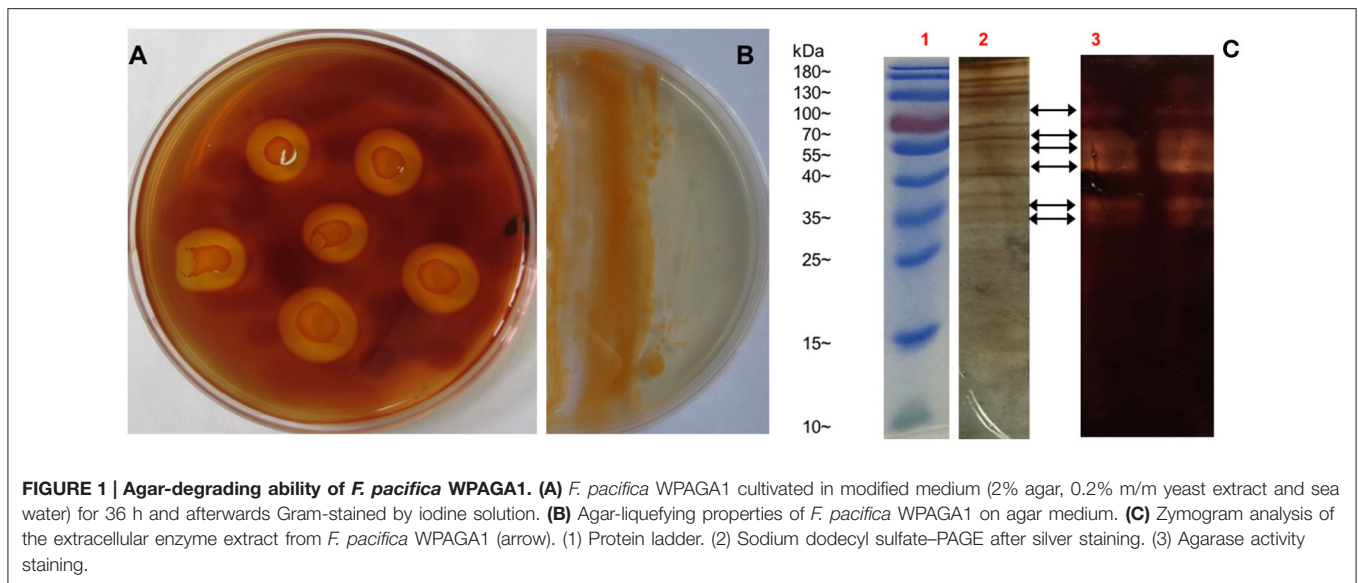 A
B
C
1
2
3
kDa
180~
130~
100~
70~
55~
40~
35~
25~
15~
10~
FIGURE 1 | Agar-degrading ability of F. pacifica WPAGA1. (A) F. pacifica WPAGA1 cultivated in modified medium (2% agar, 0.2% m/m yeast extract and sea
water) for 36 h and afterwards Gram-stained by iodine solution. (B) Agar-liquefying properties of F. pacifica WPAGA1 on agar medium. (C) Zymogram analysis of
the extracellular enzyme extract from F. pacifica WPAGA1 (arrow). (1) Protein ladder. (2) Sodium dodecyl sulfate–PAGE after silver staining. (3) Agarase activity
staining.